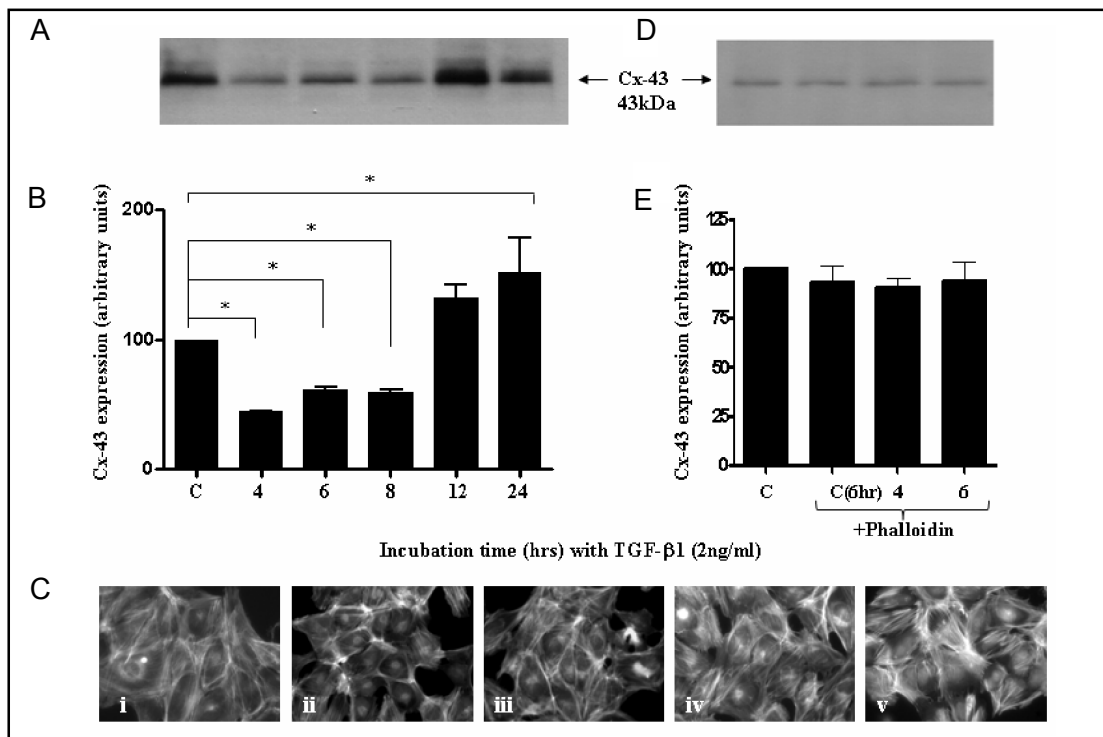 A
D
Cx-43
43kDa
B
Cx-43 expression (arbitrary units)
200
100
0
*
*
*
*
C 4 6 8 12 24
E
Cx-43 expression (arbitrary units)
125
100
75
50
25
0
C C(6hr) 4 6
+Phalloidin
Incubation time (hrs) with TGF-β1 (2ng/ml)
C
i ii iii iv v